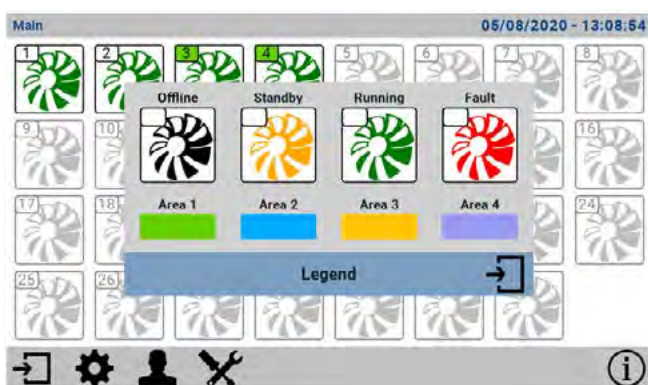 Main 05/08/2020 - 13:08:54
1 2 3 4 5 6 7 8
Offline Standby Running Fault
9 10 16
17 18 Area 1 Area 2 Area 3 Area 4 24
Legend
25 26